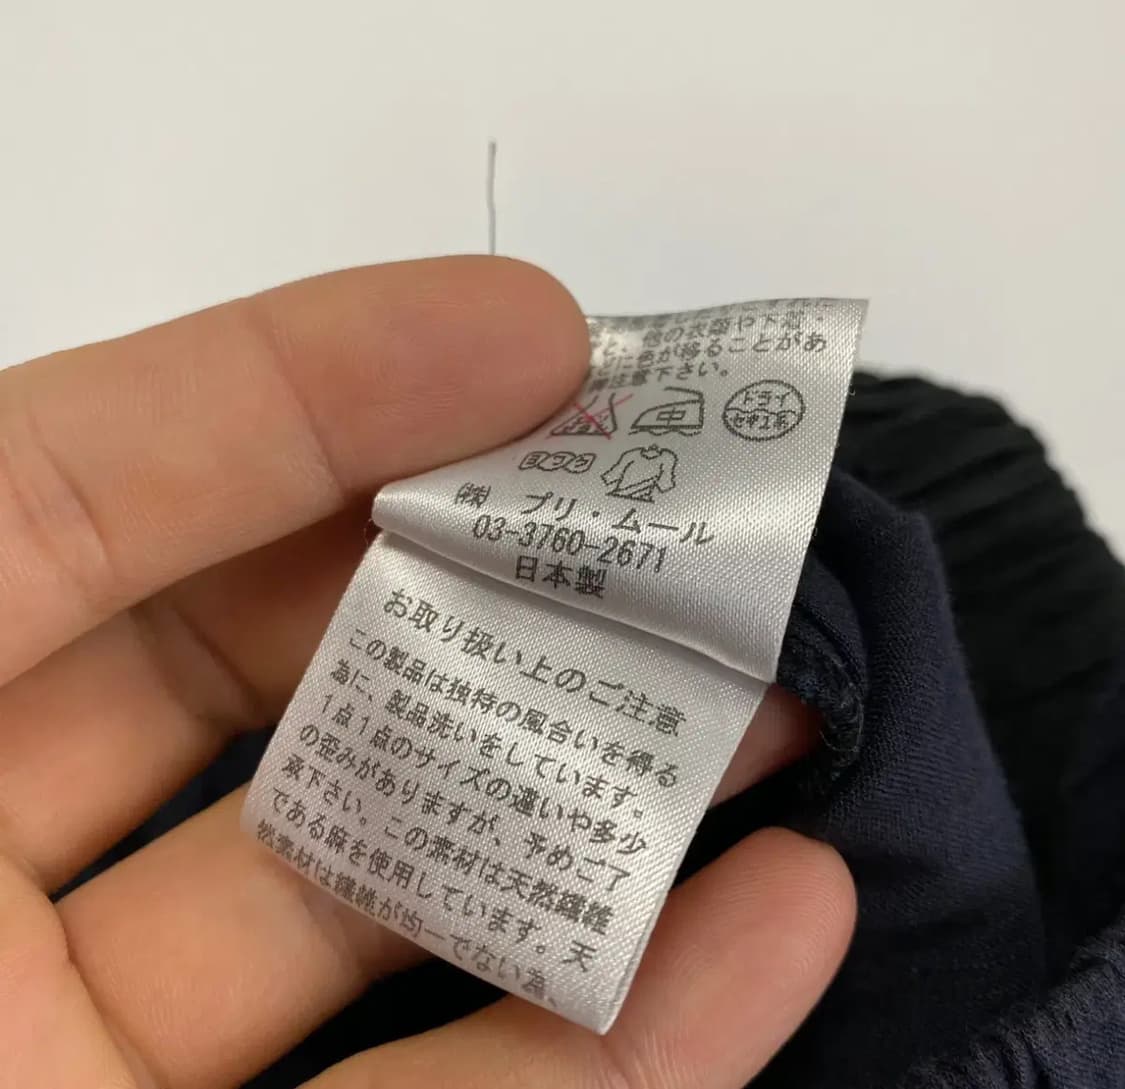 他の衣類や下着・
色が移ることがあ
下さい。
中
ドライ
セキユ系
(株) プリ・ムール
03-3760-2671
日本製
お取り扱い上のご注意
この製品は独特の風合いを得る
為に、製品洗いをしています。
1点1点のサイズの違いや多少
の歪みがありますが、予めご了
承下さい。この素材は天然繊維
である麻を使用しています。天
然素材は繊維が均一でない為、